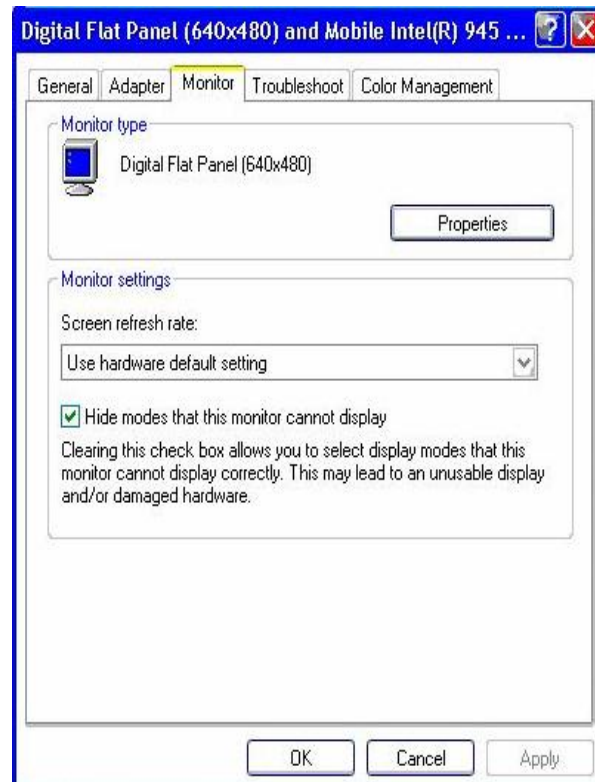 Digital Flat Panel (640x480) and Mobile Intel(R) 945 ...
General Adapter Monitor Troubleshoot Color Management
Monitor type
Digital Flat Panel (640x480)
Properties
Monitor settings
Screen refresh rate:
Use hardware default setting
Hide modes that this monitor cannot display
Clearing this check box allows you to select display modes that this
monitor cannot display correctly. This may lead to an unusable display
and/or damaged hardware.
OK Cancel Apply